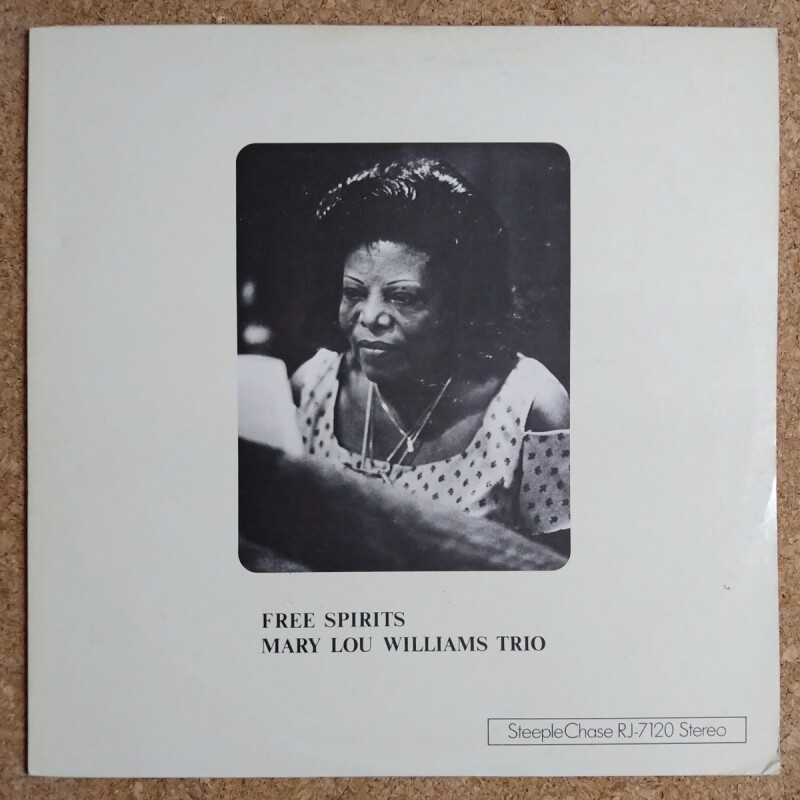 FREE SPIRITS
MARY LOU WILLIAMS TRIO
SteepleChase RJ-7120 Stereo